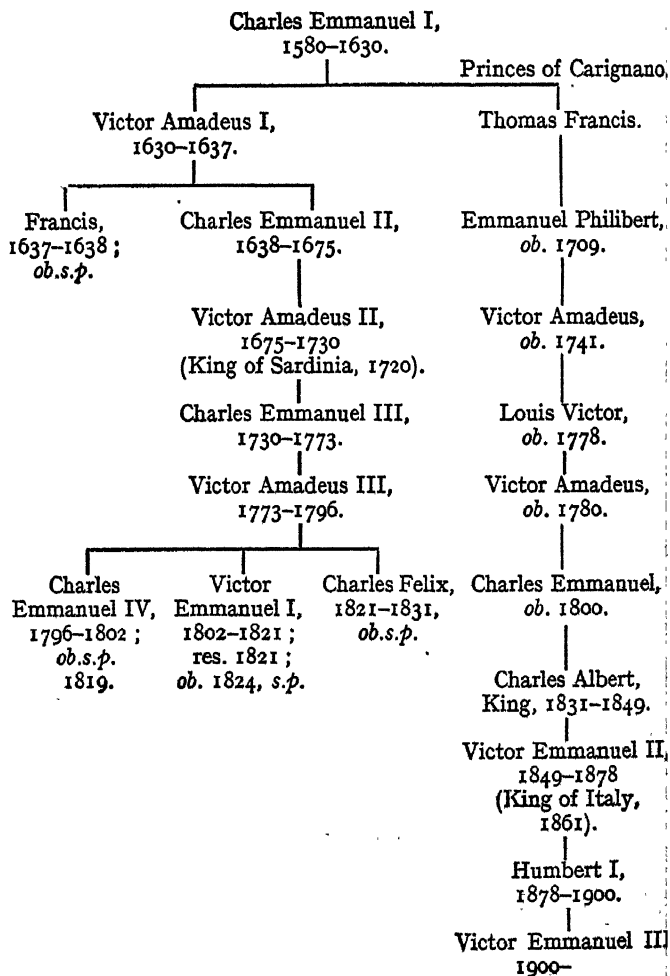 Charles Emmanuel I,
1580–1630.
Princes of Carignano,
Victor Amadeus I,
1630–1637.
Thomas Francis.
Francis,
1637–1638;
ob.s.p.
Charles Emmanuel II,
1638–1675.
Emmanuel Philibert,
ob. 1709.
Victor Amadeus II,
1675–1730
(King of Sardinia, 1720).
Victor Amadeus,
ob. 1741.
Charles Emmanuel III,
1730–1773.
Louis Victor,
ob. 1778.
Victor Amadeus III,
1773–1796.
Victor Amadeus,
ob. 1780.
Charles
Emmanuel IV,
1796–1802;
ob.s.p.
1819.
Victor
Emmanuel I,
1802–1821;
res. 1821;
ob. 1824, s.p.
Charles Felix,
1821–1831,
ob.s.p.
Charles Emmanuel,
ob. 1800.
Charles Albert,
King, 1831–1849.
Victor Emmanuel II,
1849–1878
(King of Italy,
1861).
Humbert I,
1878–1900.
Victor Emmanuel III
1900–